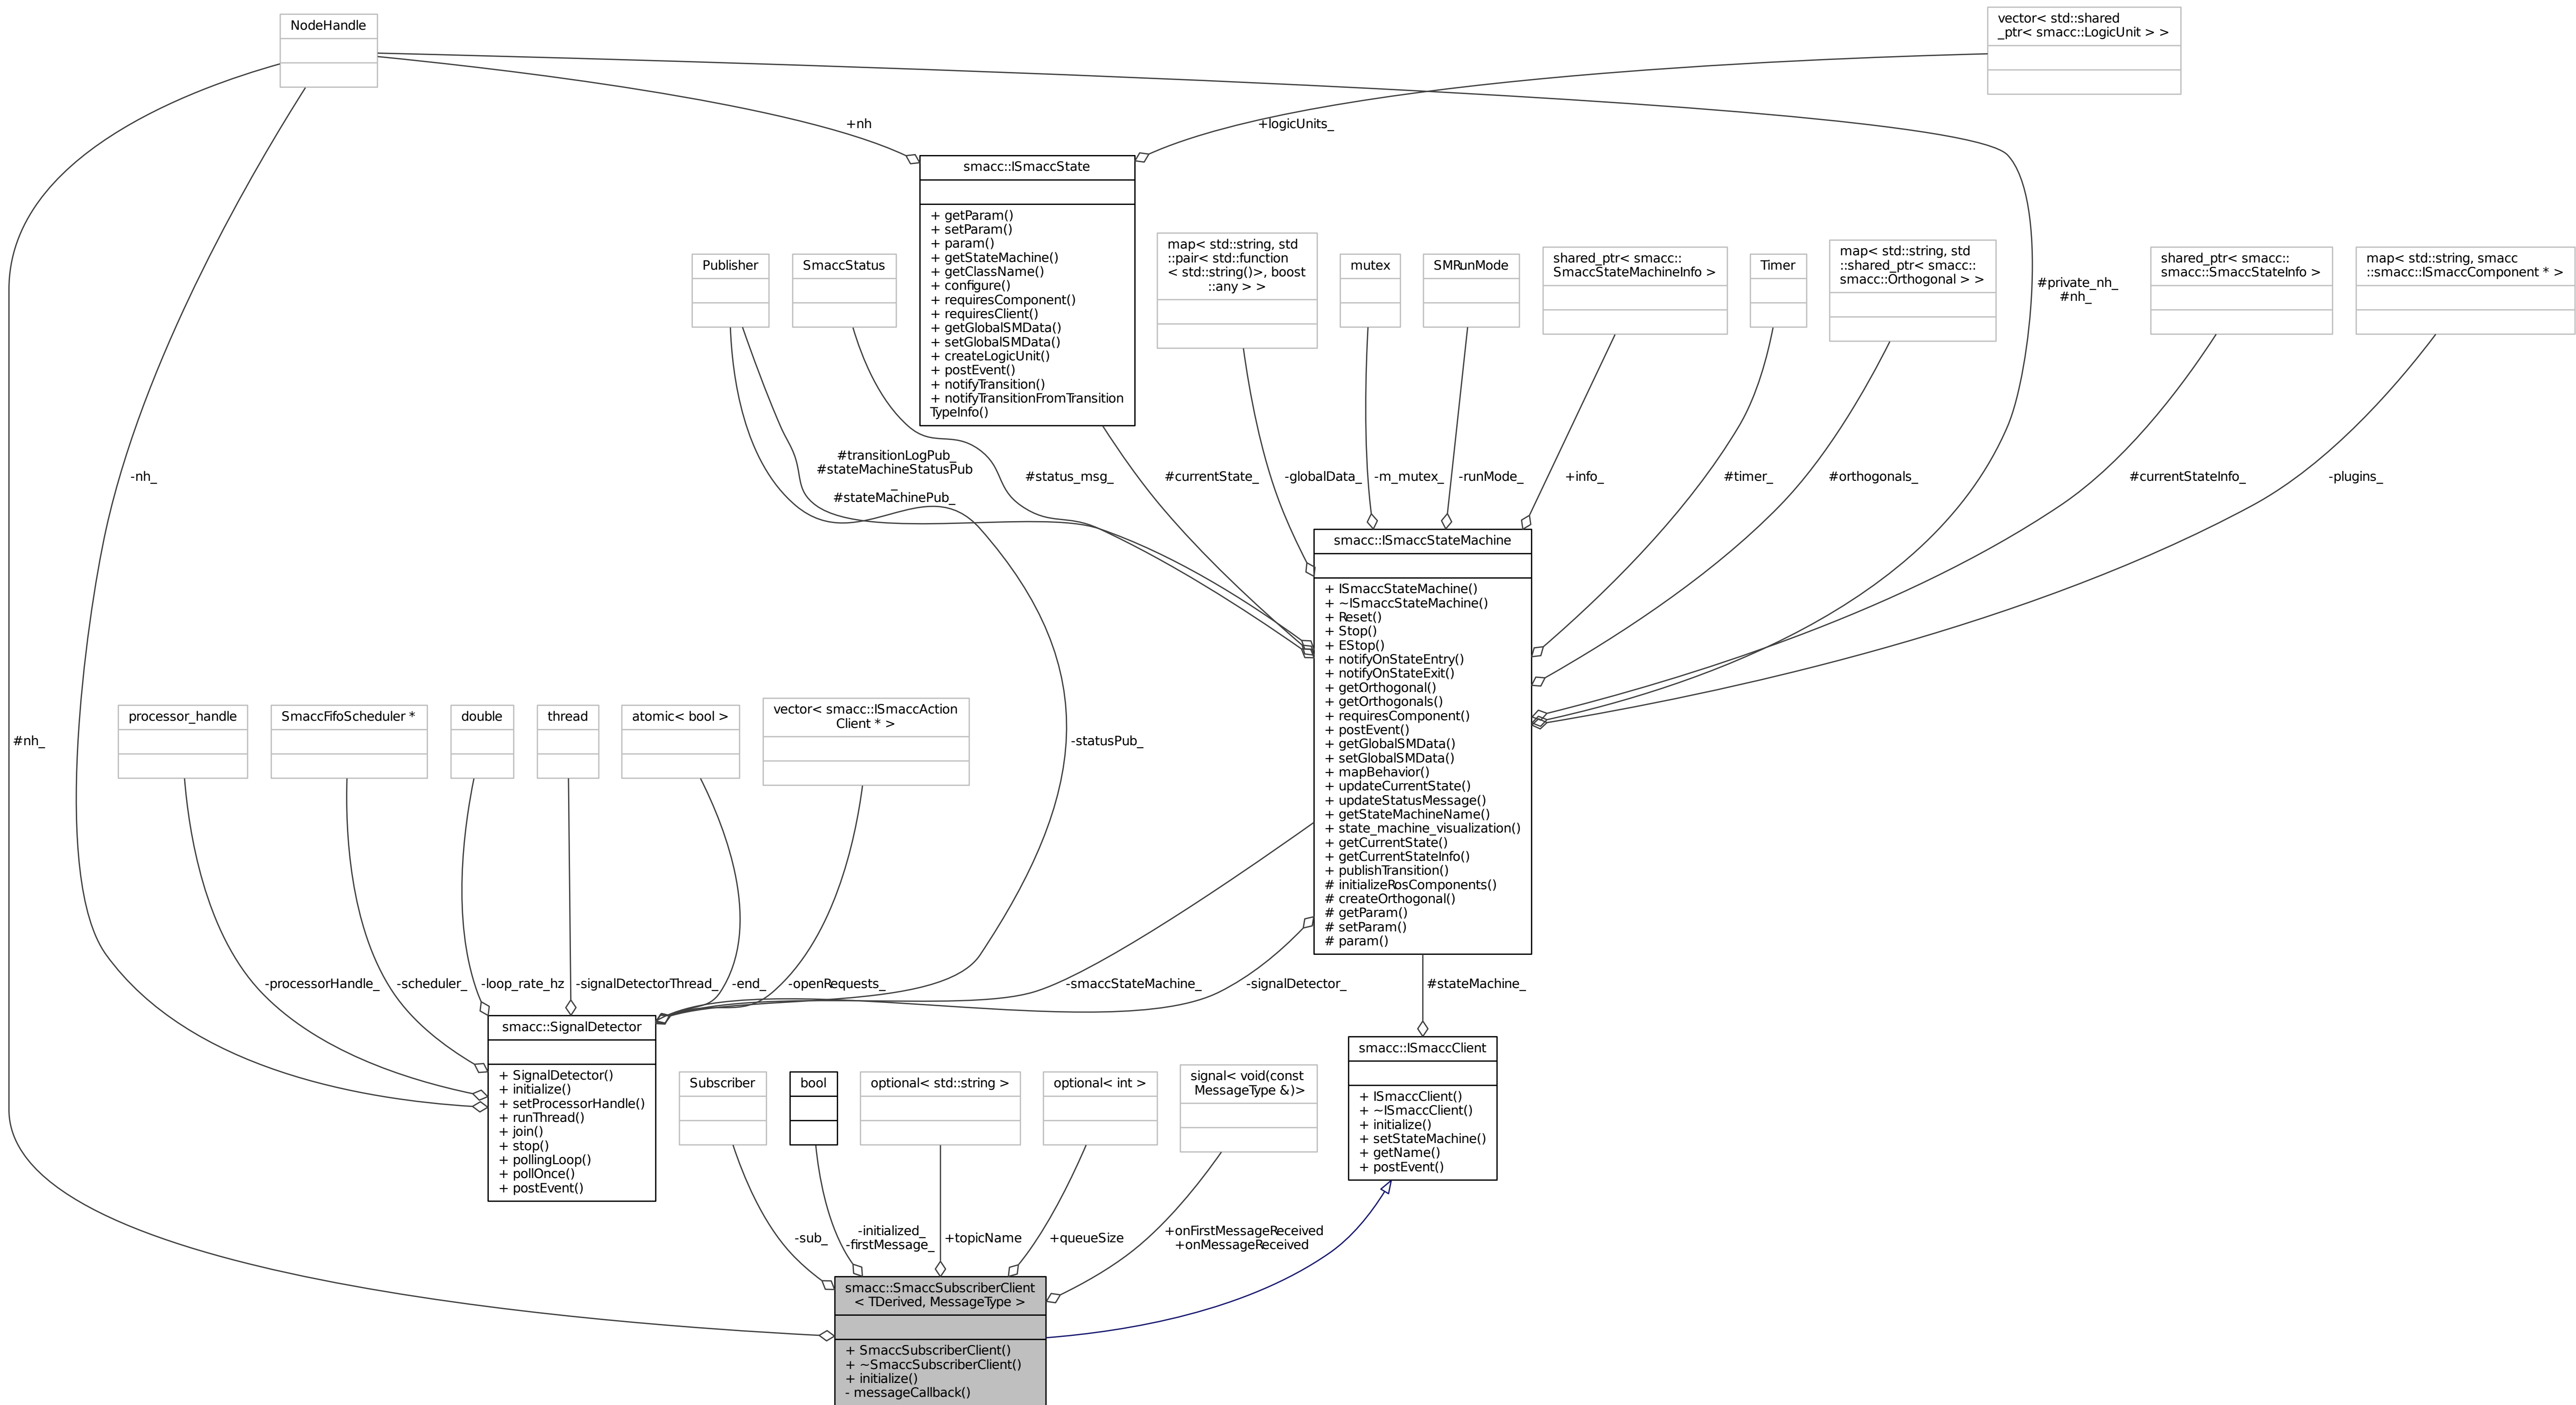 NodeHandle
vector< std::shared
_ptr< smacc::LogicUnit > >
+nh
+logicUnits_
smacc::ISmaccState
+ getParam()
+ setParam()
+ param()
+ getStateMachine()
+ getClassName()
+ configure()
+ requiresComponent()
+ requiresClient()
+ getGlobalSMData()
+ setGlobalSMData()
+ createLogicUnit()
+ postEvent()
+ notifyTransition()
+ notifyTransitionFromTransition
TypeInfo()
Publisher
SmaccStatus
map< std::string, std
::pair< std::function
< std::string()>, boost
::any > >
mutex
SMRunMode
shared_ptr< smacc::
SmaccStateMachineInfo >
Timer
map< std::string, std
::shared_ptr< smacc::
smacc::Orthogonal > >
#private_nh_
#nh_
shared_ptr< smacc::
smacc::SmaccStateInfo >
map< std::string, smacc
::smacc::ISmaccComponent * >
-nh_
#transitionLogPub_
#stateMachineStatusPub
_
#stateMachinePub_
#status_msg_
#currentState_
-globalData_
-m_mutex_
-runMode_
+info_
#timer_
#orthogonals_
#currentStateInfo_
-plugins_
smacc::ISmaccStateMachine
+ ISmaccStateMachine()
+ ~ISmaccStateMachine()
+ Reset()
+ Stop()
+ EStop()
+ notifyOnStateEntry()
+ notifyOnStateExit()
+ getOrthogonal()
+ getOrthogonals()
+ requiresComponent()
+ postEvent()
+ getGlobalSMData()
+ setGlobalSMData()
+ mapBehavior()
+ updateCurrentState()
+ updateStatusMessage()
+ getStateMachineName()
+ state_machine_visualization()
+ getCurrentState()
+ getCurrentStateInfo()
+ publishTransition()
# initializeRosComponents()
# createOrthogonal()
# getParam()
# setParam()
# param()
#nh_
processor_handle
SmaccFifoScheduler *
double
thread
atomic< bool >
vector< smacc::ISmaccAction
Client * >
-statusPub_
-processorHandle_
-scheduler_
-loop_rate_hz
-signalDetectorThread_
-end_
-openRequests_
-smaccStateMachine_
-signalDetector_
#stateMachine_
smacc::SignalDetector
+ SignalDetector()
+ initialize()
+ setProcessorHandle()
+ runThread()
+ join()
+ stop()
+ pollingLoop()
+ pollOnce()
+ postEvent()
smacc::ISmaccClient
+ ISmaccClient()
+ ~ISmaccClient()
+ initialize()
+ setStateMachine()
+ getName()
+ postEvent()
Subscriber
bool
optional< std::string >
optional< int >
signal< void(const
MessageType &)>
-sub_
-initialized_
-firstMessage_
+topicName
+queueSize
+onFirstMessageReceived
+onMessageReceived
smacc::SmaccSubscriberClient
< TDerived, MessageType >
+ SmaccSubscriberClient()
+ ~SmaccSubscriberClient()
+ initialize()
- messageCallback()